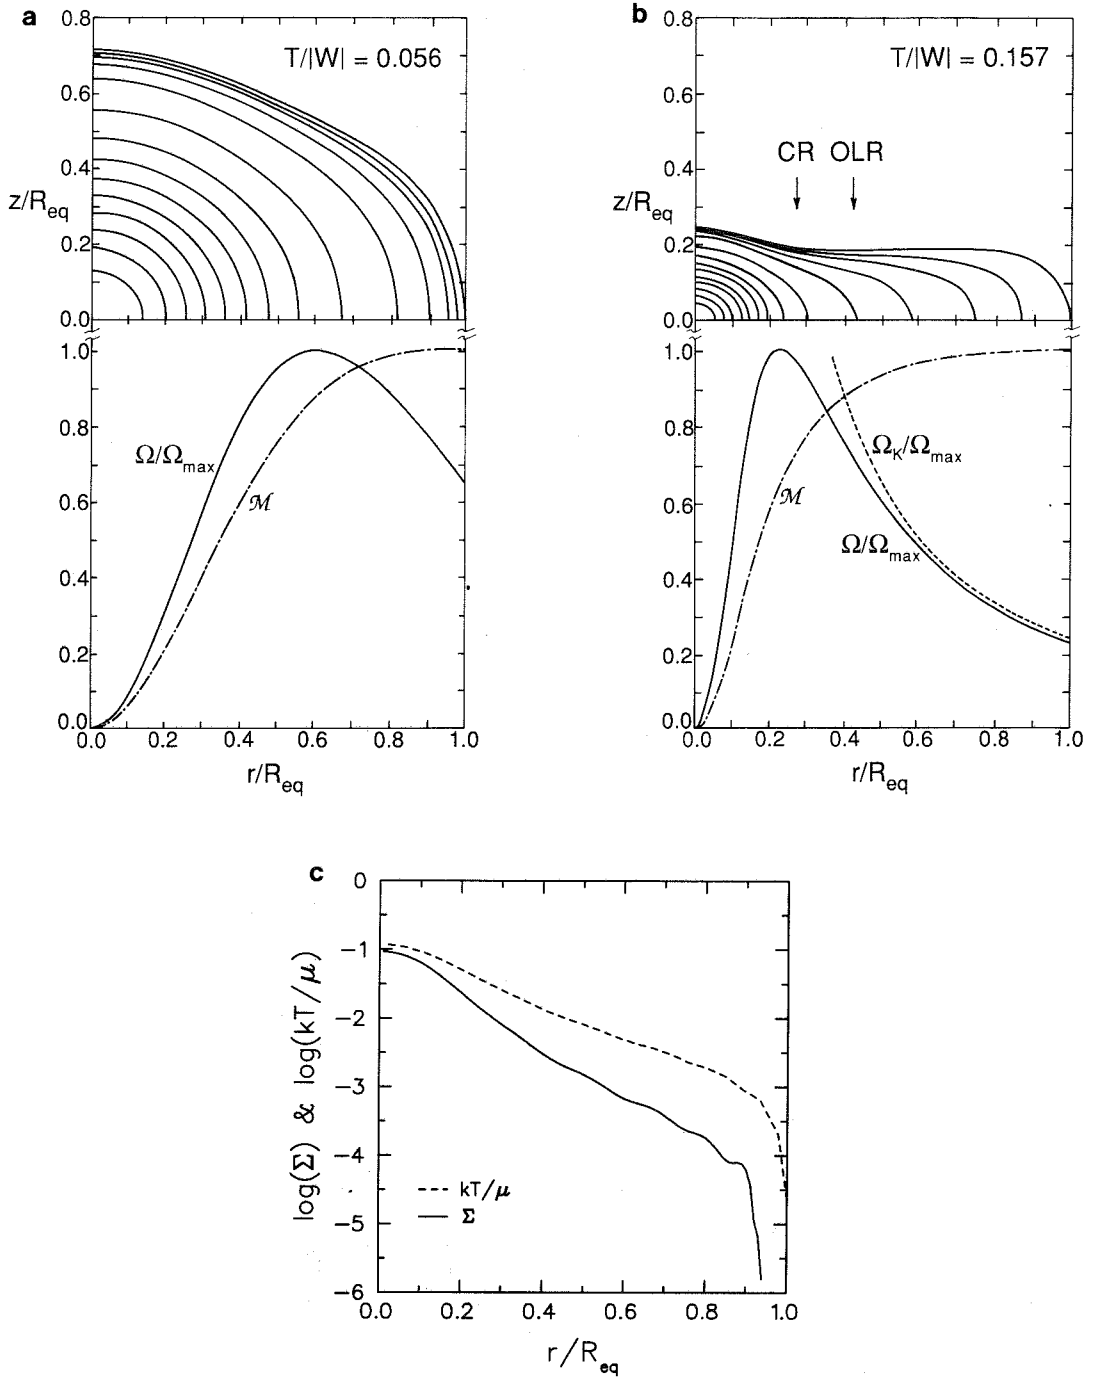 a
T/|W| = 0.056
0.8
0.6
0.4
z/R_eq
0.2
0.0
1.0
0.8
Ω/Ω_max
ℳ
0.6
0.4
0.2
0.0
0.0 0.2 0.4 0.6 0.8 1.0
r/R_eq
b
T/|W| = 0.157
0.8
0.6
CR OLR
0.4
z/R_eq
0.2
0.0
1.0
0.8
Ω_K/Ω_max
ℳ
0.6
Ω/Ω_max
0.4
0.2
0.0
0.0 0.2 0.4 0.6 0.8 1.0
r/R_eq
c
0
−1
−2
−3
−4
−5
−6
log(Σ) & log(kT/μ)
kT/μ
Σ
0.0 0.2 0.4 0.6 0.8 1.0
r/R_eq